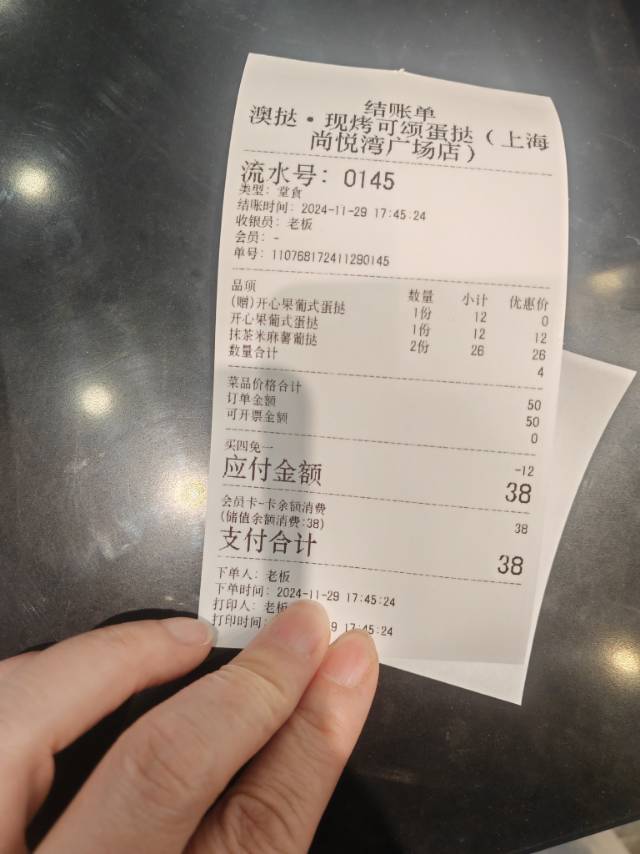 结账单
澳挞·现烤可颂蛋挞（上海
尚悦湾广场店）
流水号：0145
类型：堂食
结账时间：2024-11-29 17:45:24
收银员：老板
会员：-
单号：110768172411290145
品项 数量 小计 优惠价
(赠)开心果葡式蛋挞 1份 12 0
开心果葡式蛋挞 1份 12 12
抹茶米麻薯葡挞 2份 26 26
数量合计 4
菜品价格合计 50
订单金额 50
可开票金额 0
买四免一 -12
应付金额 38
会员卡-卡余额消费 38
(储值余额消费:38)
支付合计 38
下单人：老板
下单时间：2024-11-29 17:45:24
打印人：老板
打印时间： 9 17:45:24